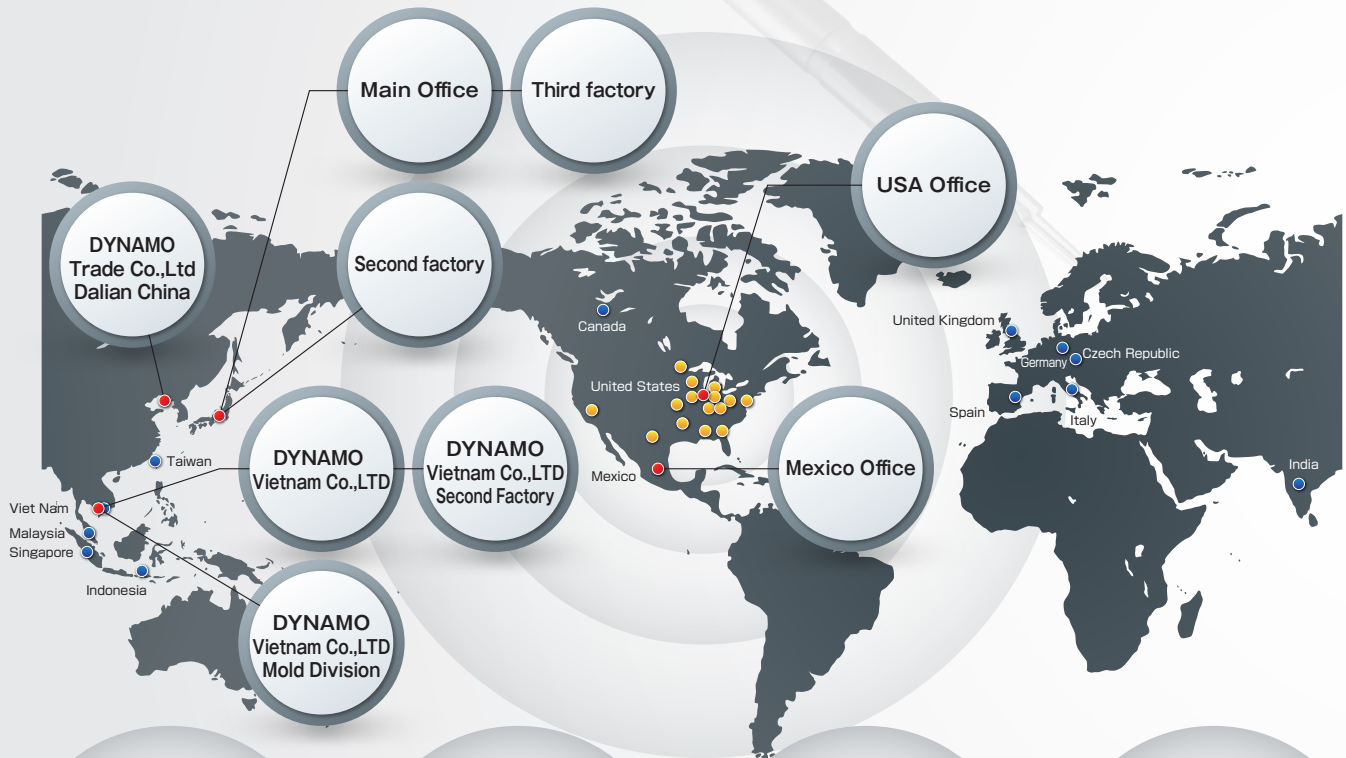 Main Office
Third factory
USA Office
DYNAMO
Trade Co.,Ltd
Dalian China
Second factory
Canada
United Kingdom
Germany
Czech Republic
United States
Spain
Italy
Taiwan
DYNAMO
Vietnam Co.,LTD
DYNAMO
Vietnam Co.,LTD
Second Factory
Mexico
Mexico Office
India
Viet Nam
Malaysia
Singapore
Indonesia
DYNAMO
Vietnam Co.,LTD
Mold Division